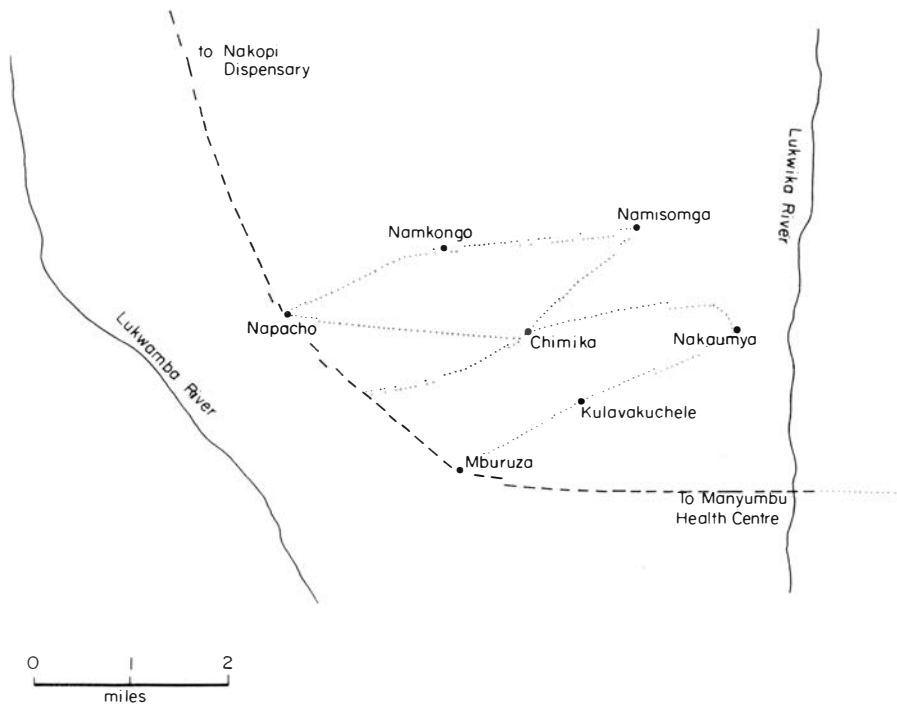 to Nakopi
Dispensary
Lukwika River
Namisomga
Namkongo
Napacho
Chimika
Nakaumya
Lukwamba River
Kulavakuchele
Mburuza
To Manyumbu
Health Centre
0 1 2
miles